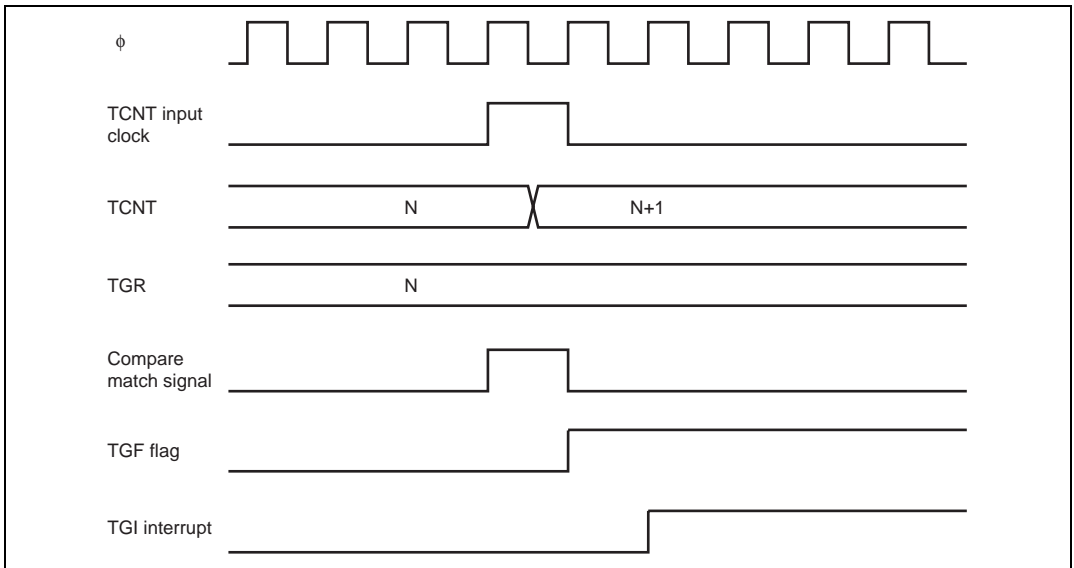 ϕ
TCNT input
clock
TCNT
N
N+1
TGR
N
Compare
match signal
TGF flag
TGI interrupt